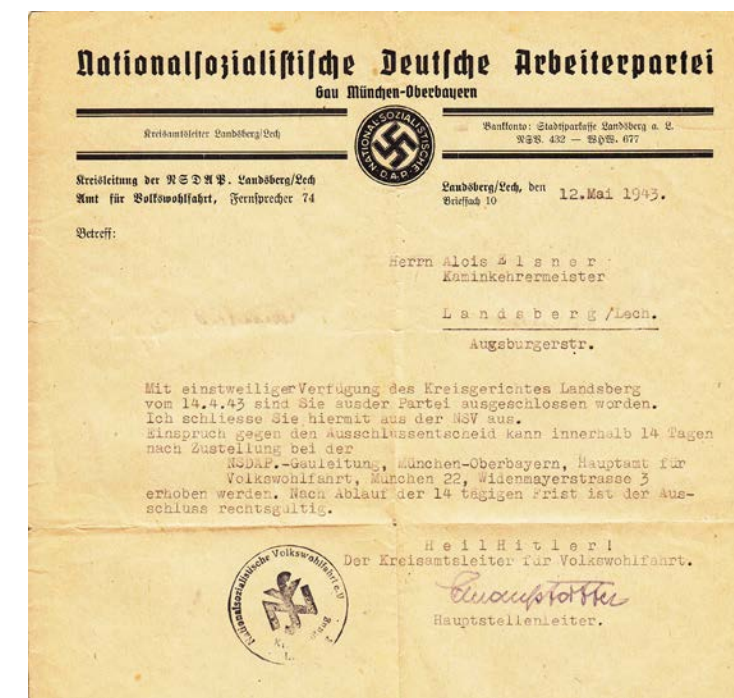 Nationalsozialistische Deutsche Arbeiterpartei
Gau München-Oberbayern
Kreisamtsleiter Landsberg/Lech
NATIONAL-SOZIALISTISCHE D.A.P.
Bankkonto: Stadtsparkasse Landsberg a. L.
NSV. 432 — WHW. 677
Kreisleitung der NSDAP. Landsberg/Lech
Amt für Volkswohlfahrt, Fernsprecher 74
Landsberg/Lech, den 12.Mai 1943.
Brieffach 10
Betreff:
Herrn Alois E l s n e r
Kaminkehrermeister
L a n d s b e r g /Lech.
Augsburgerstr.
Mit einstweiligerVerfügung des Kreisgerichtes Landsberg
vom 14.4.43 sind Sie ausder Partei ausgeschlossen worden.
Ich schliesse Sie hiermit aus der NSV aus.
Einspruch gegen den Ausschlussentscheid kann innerhalb 14 Tagen
nach Zustellung bei der
NSDAP.-Gauleitung, München-Oberbayern, Hauptamt für
Volkswohlfahrt, München 22, Widenmayerstrasse 3
erhoben werden. Nach Ablauf der 14 tägigen Frist ist der Aus-
schluss rechtsgültig.
H e i l H i t l e r !
Der Kreisamtsleiter für Volkswohlfahrt.
Nationalsozialistische Volkswohlfahrt e.V
Hauptstellenleiter.